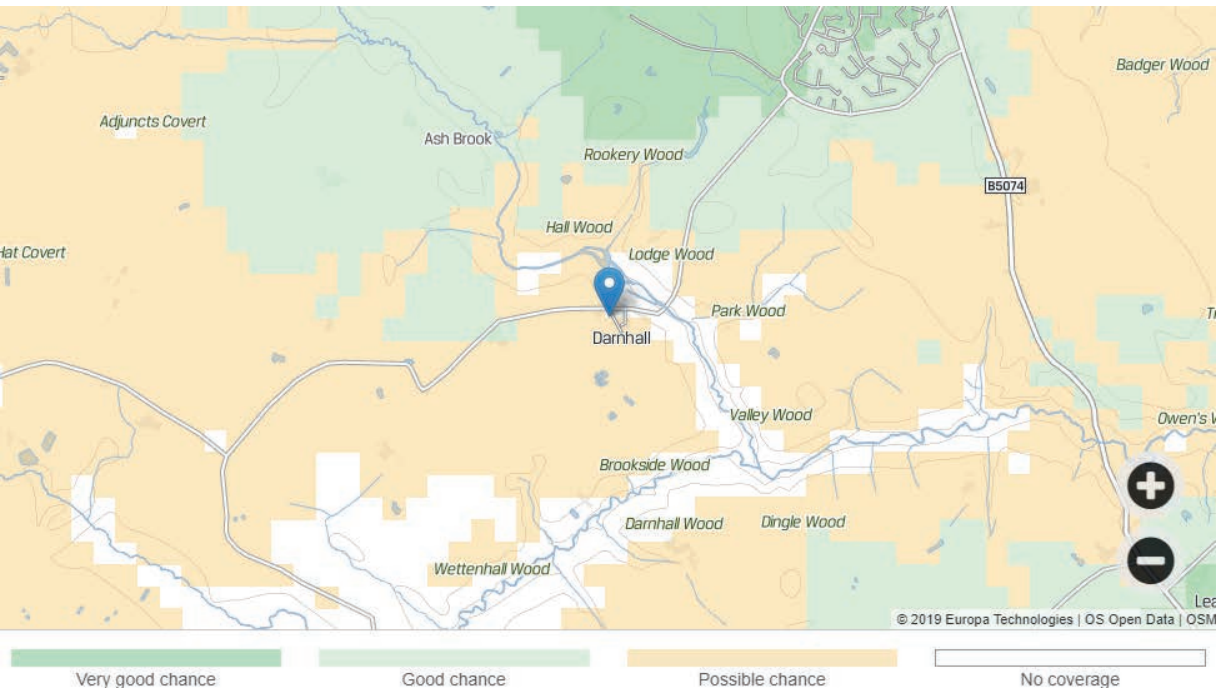 Badger Wood
Adjuncts Covert
Ash Brook
Rookery Wood
B5074
Hall Wood
Hat Covert
Lodge Wood
Park Wood
Darnhall
Valley Wood
Owen's
Brookside Wood
Darnhall Wood
Dingle Wood
Wettenhall Wood
© 2019 Europa Technologies | OS Open Data | OSM
Very good chance
Good chance
Possible chance
No coverage